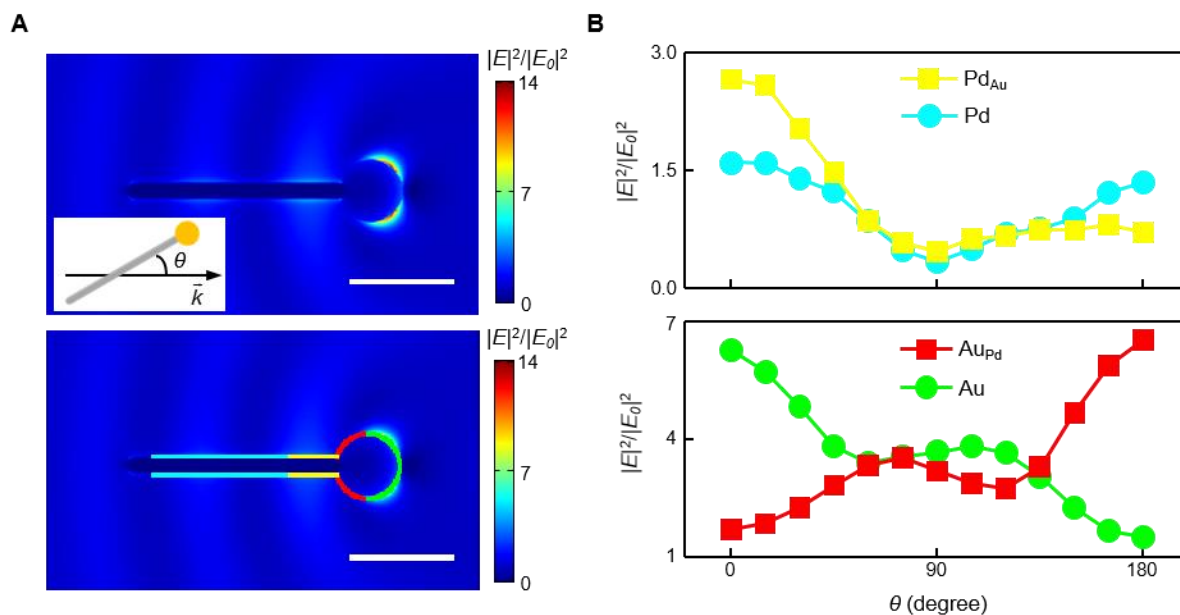 A
|E|²/|E₀|²
14
7
0
θ
k⃗
|E|²/|E₀|²
14
7
0
B
3.0
1.5
0.0
|E|²/|E₀|²
Pd_Au
Pd
7
4
1
|E|²/|E₀|²
Au_Pd
Au
0
90
180
θ (degree)